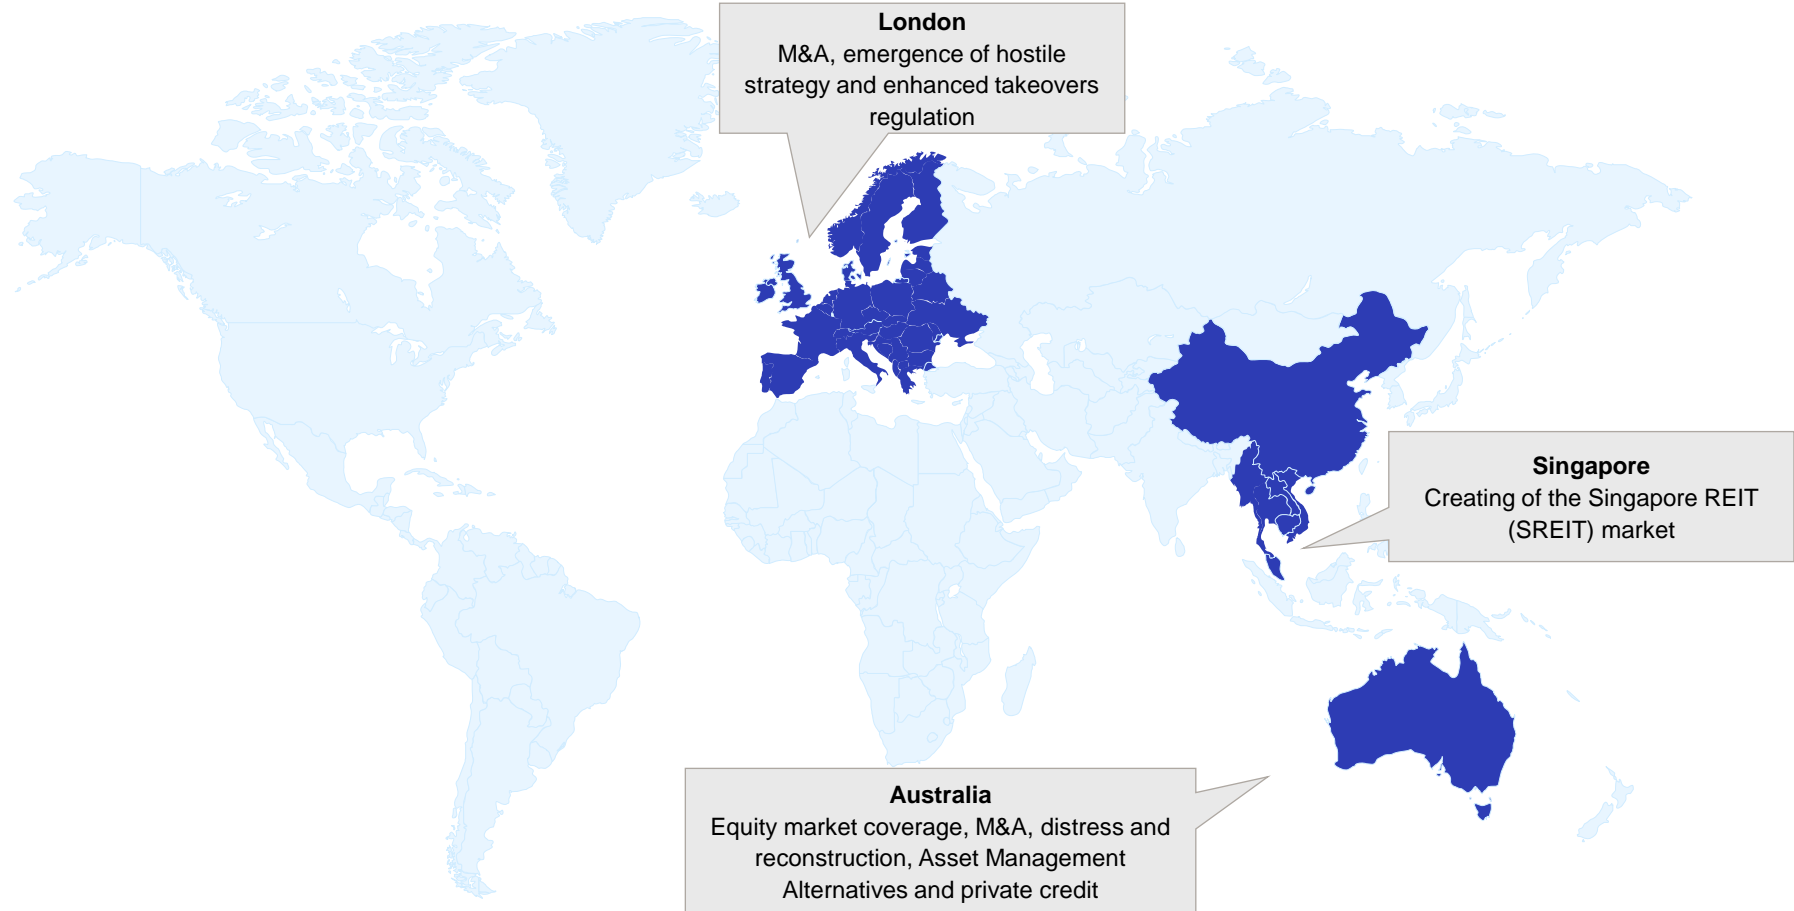 London
M&A, emergence of hostile
strategy and enhanced takeovers
regulation
Singapore
Creating of the Singapore REIT
(SREIT) market
Australia
Equity market coverage, M&A, distress and
reconstruction, Asset Management
Alternatives and private credit